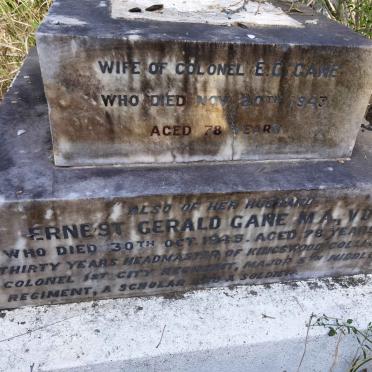 WIFE OF COLONEL E.G. GANE
WHO DIED NOV. 20TH 1943
AGED 78 YEARS
ALSO OF HER HUSBAND
ERNEST GERALD GANE M.A., V.D.
WHO DIED 30TH OCT. 1945. AGED 78 YEARS
THIRTY YEARS HEADMASTER OF KINGSWOOD COLLEGE
COLONEL 1ST CITY REGIMENT, MAJOR 5TH MIDDLE
REGIMENT, A SCHOLAR SOLDIER